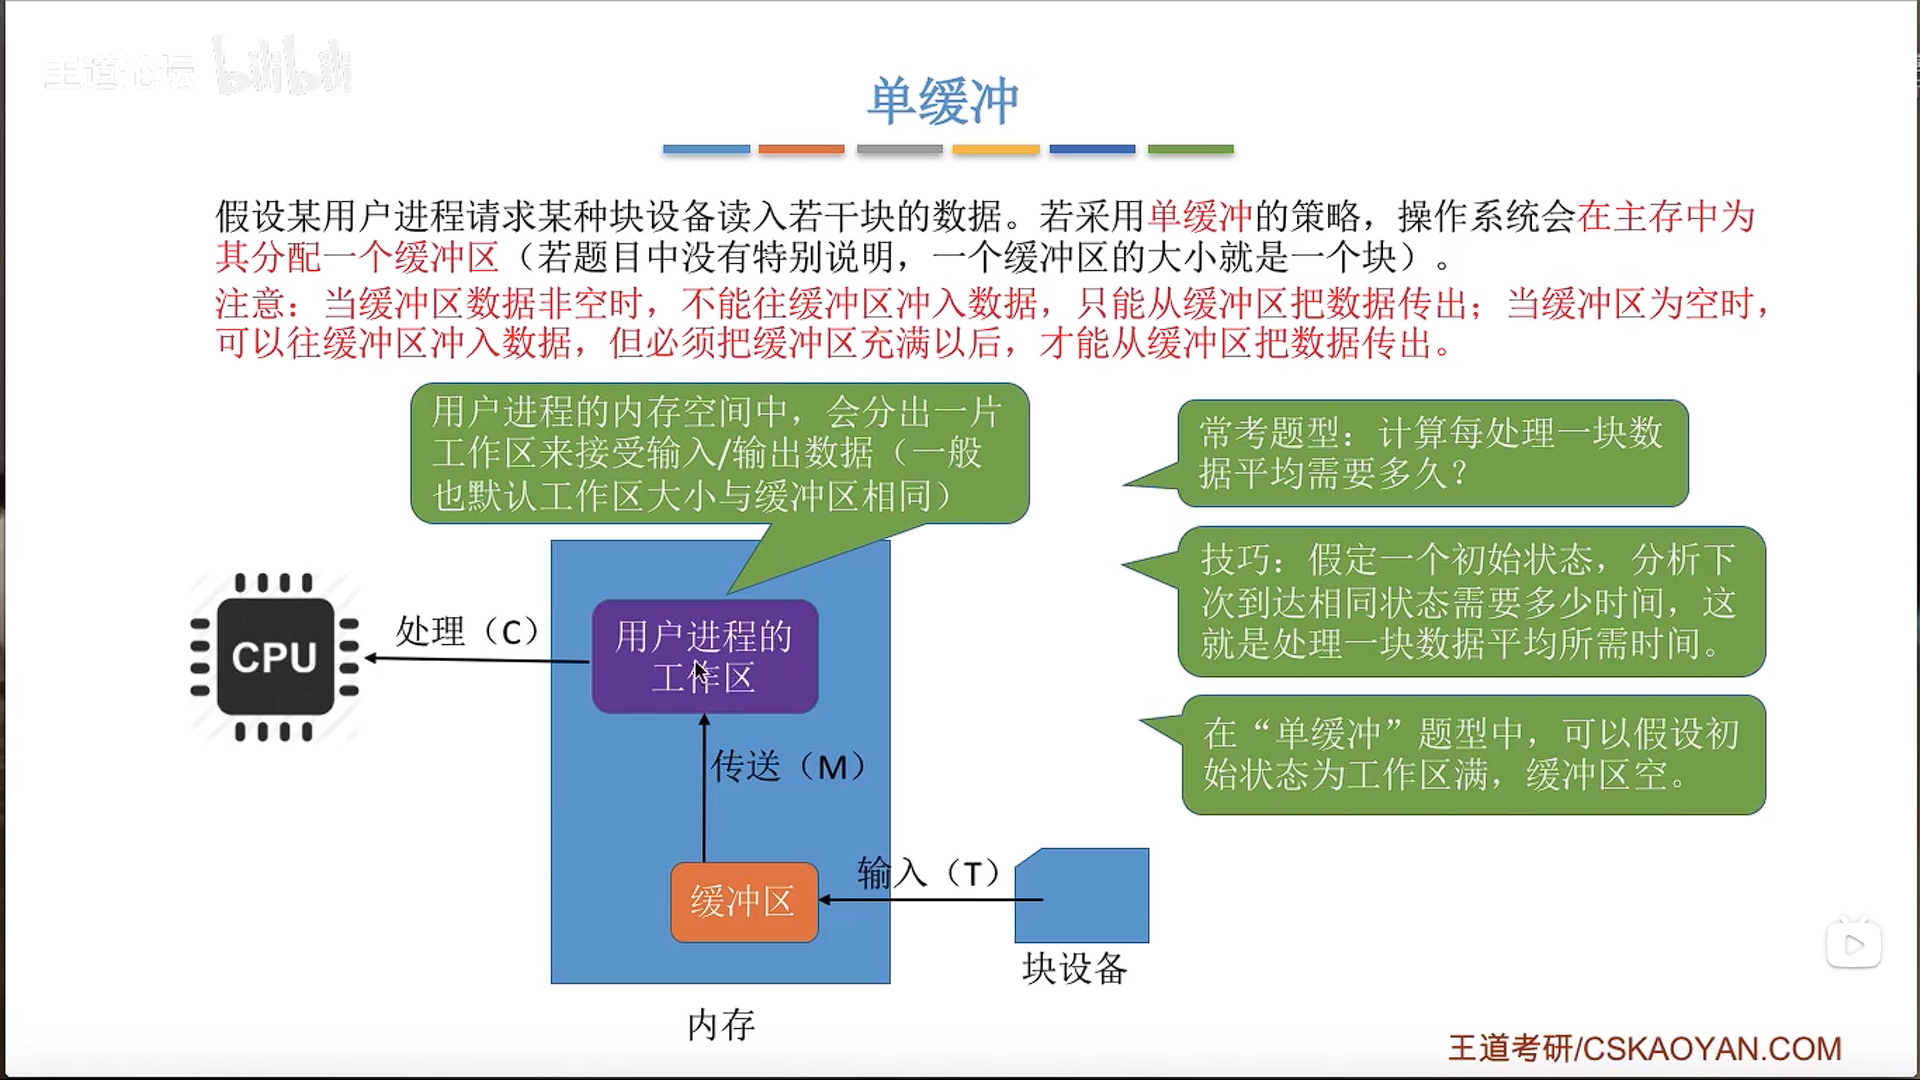 王道论坛 bilibili
单缓冲
假设某用户进程请求某种块设备读入若干块的数据。若采用单缓冲的策略，操作系统会在主存中为
其分配一个缓冲区（若题目中没有特别说明，一个缓冲区的大小就是一个块）。
注意：当缓冲区数据非空时，不能往缓冲区冲入数据，只能从缓冲区把数据传出；当缓冲区为空时，
可以往缓冲区冲入数据，但必须把缓冲区充满以后，才能从缓冲区把数据传出。
用户进程的内存空间中，会分出一片
工作区来接受输入/输出数据（一般
也默认工作区大小与缓冲区相同）
常考题型：计算每处理一块数
据平均需要多久？
技巧：假定一个初始状态，分析下
次到达相同状态需要多少时间，这
就是处理一块数据平均所需时间。
在“单缓冲”题型中，可以假设初
始状态为工作区满，缓冲区空。
CPU
处理（C）
用户进程的
工作区
传送（M）
缓冲区
输入（T）
块设备
内存
王道考研/CSKAOYAN.COM